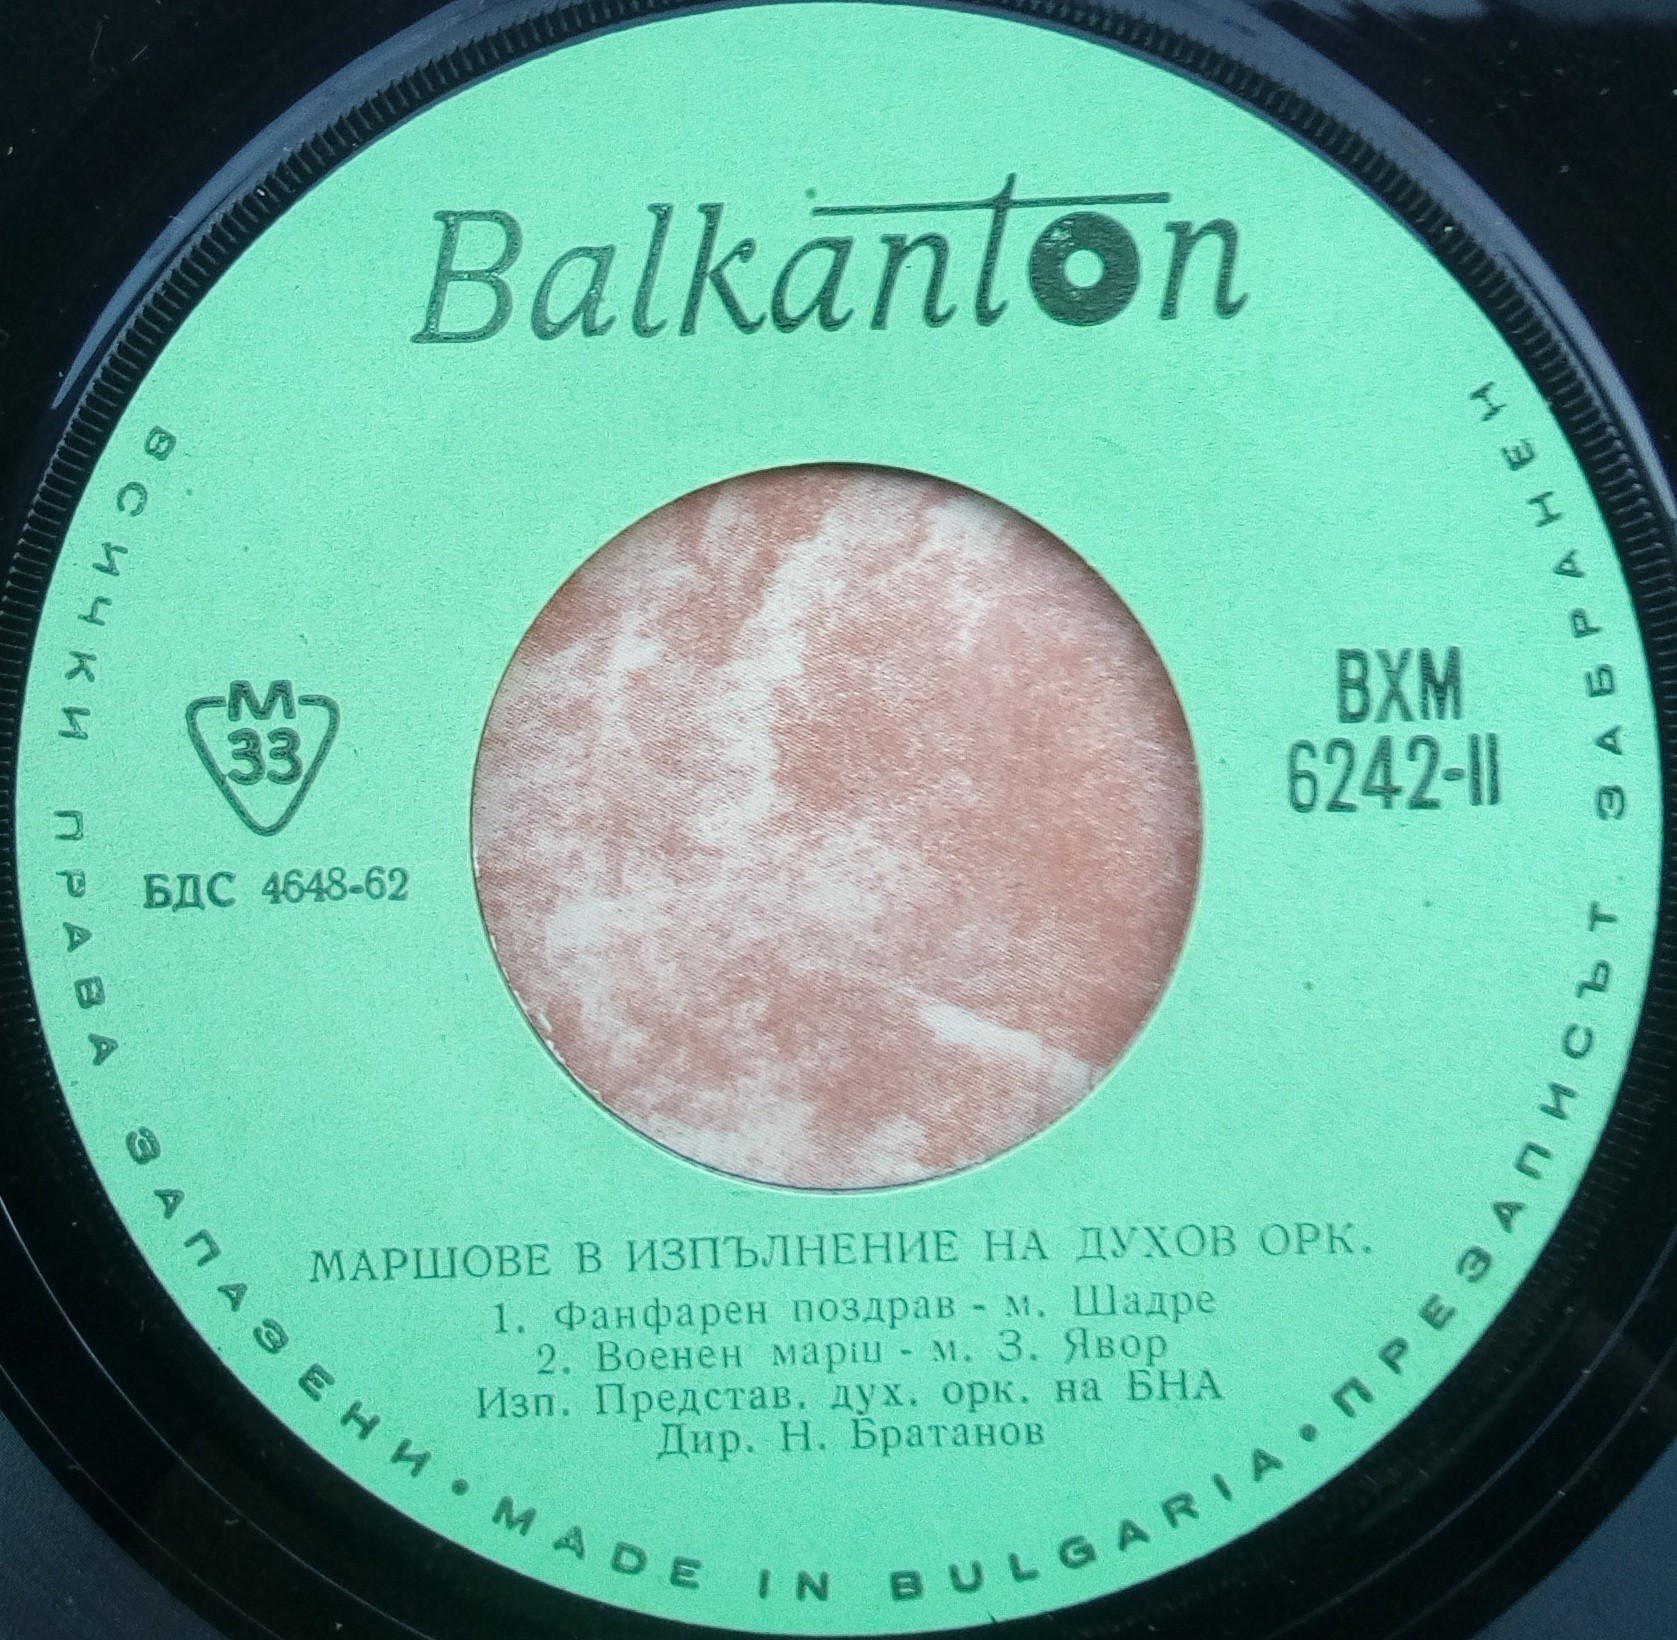 Balkanton
М
33
БДС 4648-62
ВХМ
6242-II
МАРШОВЕ В ИЗПЪЛНЕНИЕ НА ДУХОВ ОРК.
1. Фанфарен поздрав - м. Шадре
2. Военен марш - м. З. Явор
Изп. Представ. дух. орк. на БНА
Дир. Н. Братанов
ВСИЧКИ ПРАВА ЗАПАЗЕНИ • MADE IN BULGARIA • ПРЕЗАПИСЪТ ЗАБРАНЕН